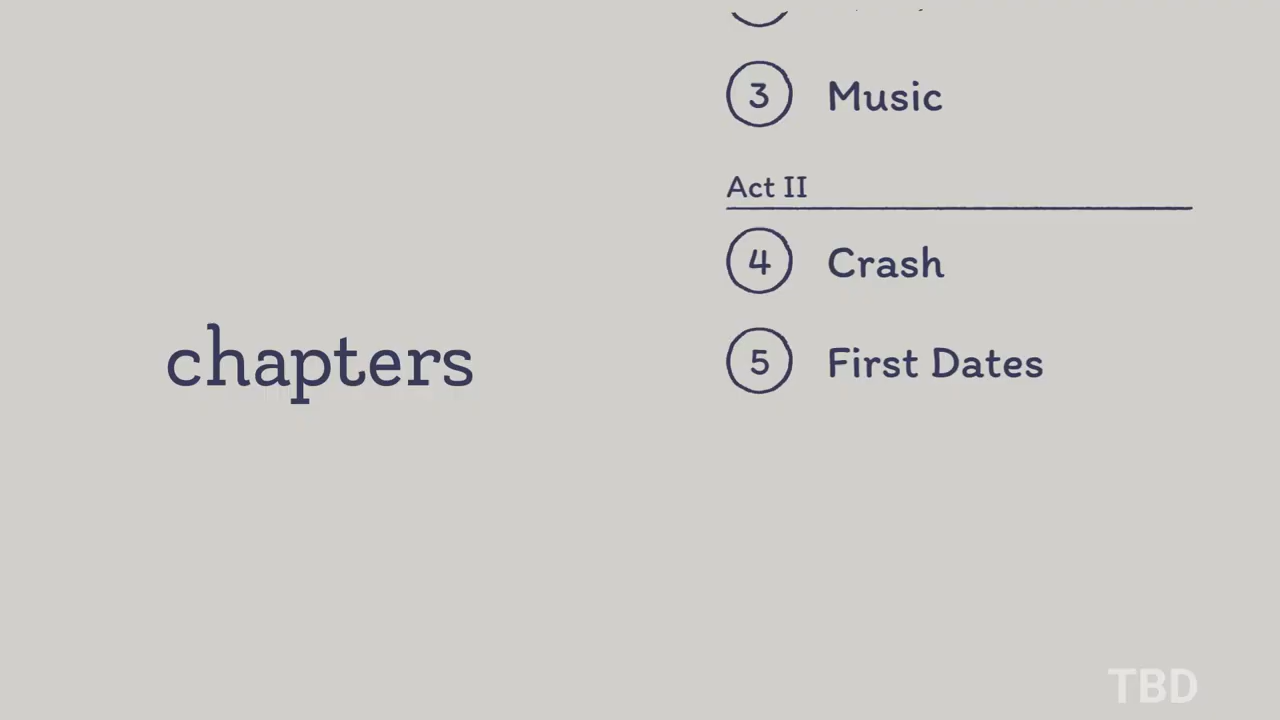 chapters
3 Music
Act II
4 Crash
5 First Dates
TBD